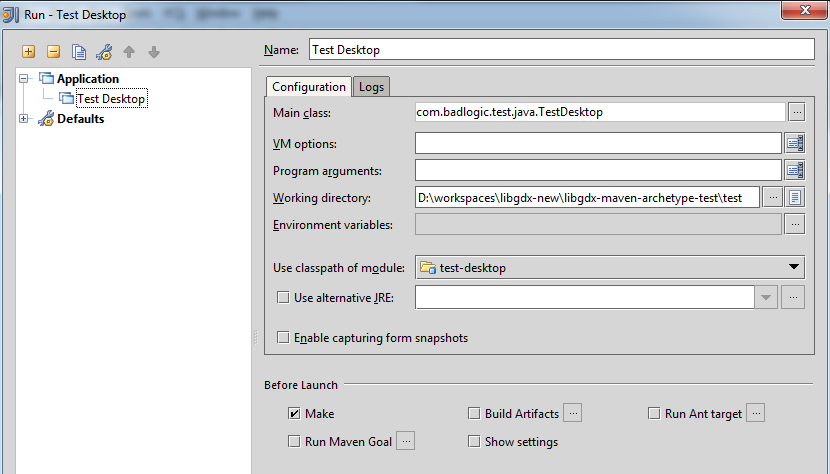 Run - Test Desktop
Window Help
Name: Test Desktop
Application
Test Desktop
Defaults
Configuration Logs
Main class: com.badlogic.test.java.TestDesktop ...
VM options:
Program arguments:
Working directory: D:\workspaces\libgdx-new\libgdx-maven-archetype-test\test ...
Environment variables: ...
Use classpath of module: test-desktop
Use alternative JRE: ...
Enable capturing form snapshots
Before Launch
Make Build Artifacts ... Run Ant target ...
Run Maven Goal ... Show settings